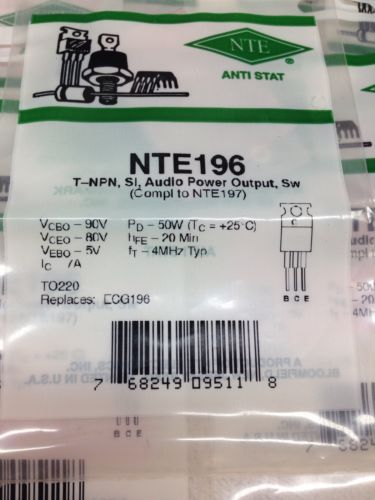 NTE
®
ANTI STAT
NTE196
T-NPN, SI, Audio Power Output, Sw
(Compl to NTE197)
VCBO - 90V PD - 50W (TC = +25°C)
VCEO - 80V hFE - 20 Min
VEBO - 5V fT - 4MHz Typ
IC 7A
TO220
Replaces: ECG196
B C E
7 68249 09511 8
B C E